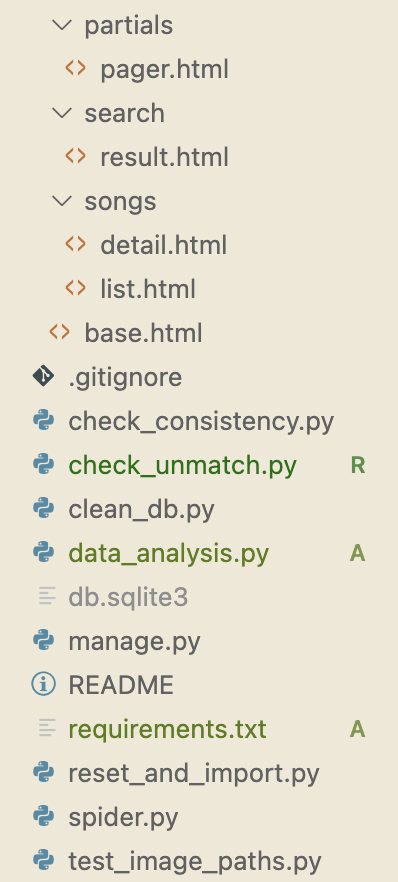 partials
pager.html
search
result.html
songs
detail.html
list.html
base.html
.gitignore
check_consistency.py
check_unmatch.py R
clean_db.py
data_analysis.py A
db.sqlite3
manage.py
README
requirements.txt A
reset_and_import.py
spider.py
test_image_paths.py